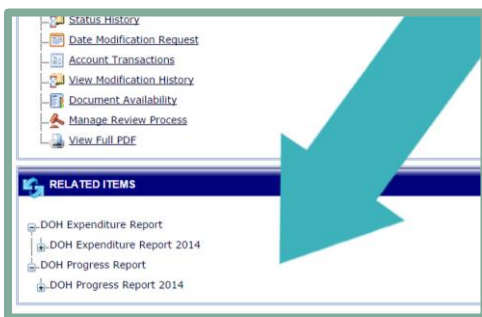 Status History
Date Modification Request
Account Transactions
View Modification History
Document Availability
Manage Review Process
View Full PDF
RELATED ITEMS
DOH Expenditure Report
DOH Expenditure Report 2014
DOH Progress Report
DOH Progress Report 2014